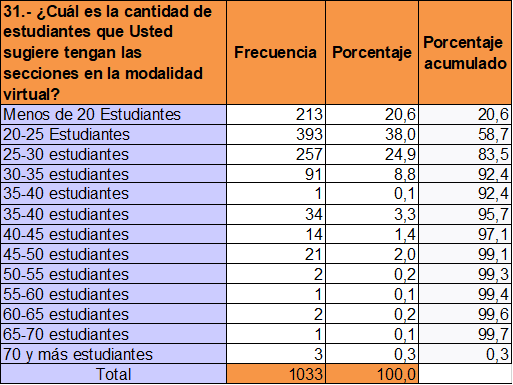 31.- ¿Cuál es la cantidad de estudiantes que Usted sugiere tengan las secciones en la modalidad virtual? Frecuencia Porcentaje Porcentaje acumulado
Menos de 20 Estudiantes 213 20,6 20,6
20-25 Estudiantes 393 38,0 58,7
25-30 estudiantes 257 24,9 83,5
30-35 estudiantes 91 8,8 92,4
35-40 estudiantes 1 0,1 92,4
35-40 estudiantes 34 3,3 95,7
40-45 estudiantes 14 1,4 97,1
45-50 estudiantes 21 2,0 99,1
50-55 estudiantes 2 0,2 99,3
55-60 estudiantes 1 0,1 99,4
60-65 estudiantes 2 0,2 99,6
65-70 estudiantes 1 0,1 99,7
70 y más estudiantes 3 0,3 0,3
Total 1033 100,0